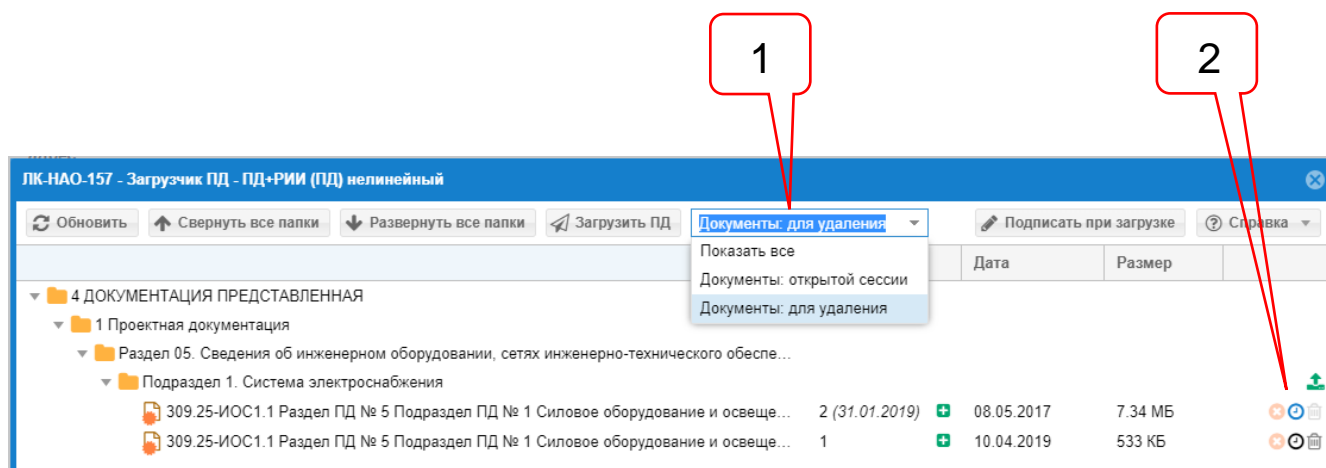 1
2
ЛК-НАО-157 - Загрузчик ПД - ПД+РИИ (ПД) нелинейный
Обновить Свернуть все папки Развернуть все папки Загрузить ПД Документы: для удаления Подписать при загрузке Справка
Показать все
Дата Размер
Документы: открытой сессии
Документы: для удаления
4 ДОКУМЕНТАЦИЯ ПРЕДСТАВЛЕННАЯ
1 Проектная документация
Раздел 05. Сведения об инженерном оборудовании, сетях инженерно-технического обеспе...
Подраздел 1. Система электроснабжения
309.25-ИОС1.1 Раздел ПД № 5 Подраздел ПД № 1 Силовое оборудование и освеще... 2 (31.01.2019) 08.05.2017 7.34 МБ
309.25-ИОС1.1 Раздел ПД № 5 Подраздел ПД № 1 Силовое оборудование и освеще... 1 10.04.2019 533 КБ